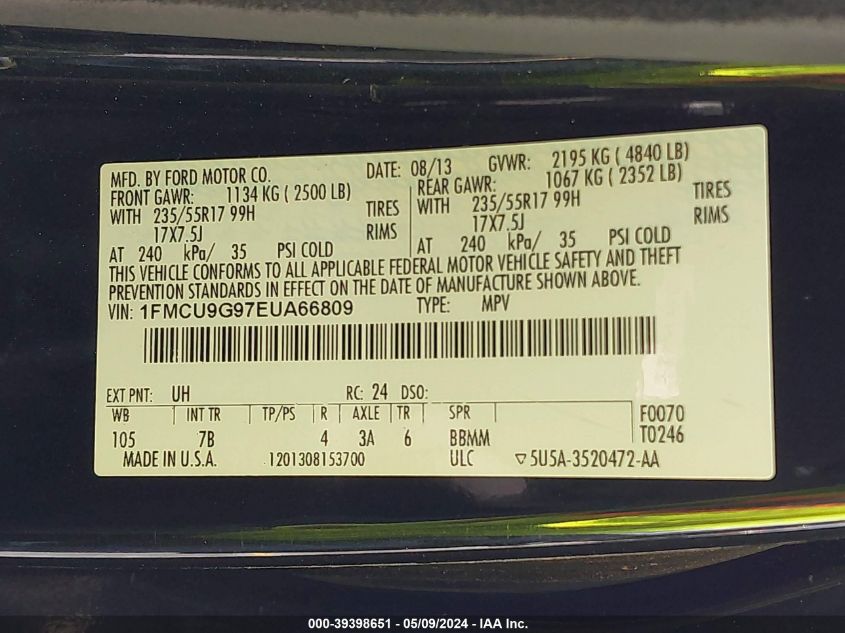 MFD. BY FORD MOTOR CO. DATE: 08/13 GVWR: 2195 KG ( 4840 LB)
FRONT GAWR: 1134 KG ( 2500 LB) REAR GAWR: 1067 KG ( 2352 LB)
WITH 235/55R17 99H TIRES WITH 235/55R17 99H TIRES
17X7.5J RIMS 17X7.5J RIMS
AT 240 kPa/ 35 PSI COLD AT 240 kPa/ 35 PSI COLD
THIS VEHICLE CONFORMS TO ALL APPLICABLE FEDERAL MOTOR VEHICLE SAFETY AND THEFT
PREVENTION STANDARDS IN EFFECT ON THE DATE OF MANUFACTURE SHOWN ABOVE.
VIN: 1FMCU9G97EUA66809 TYPE: MPV
EXT PNT: UH RC: 24 DSO:
WB INT TR TP/PS R AXLE TR SPR F0070
105 7B 4 3A 6 BBMM T0246
MADE IN U.S.A. 1201308153700 ULC ▽5U5A-3520472-AA
000-39398651 - 05/09/2024 - IAA Inc.